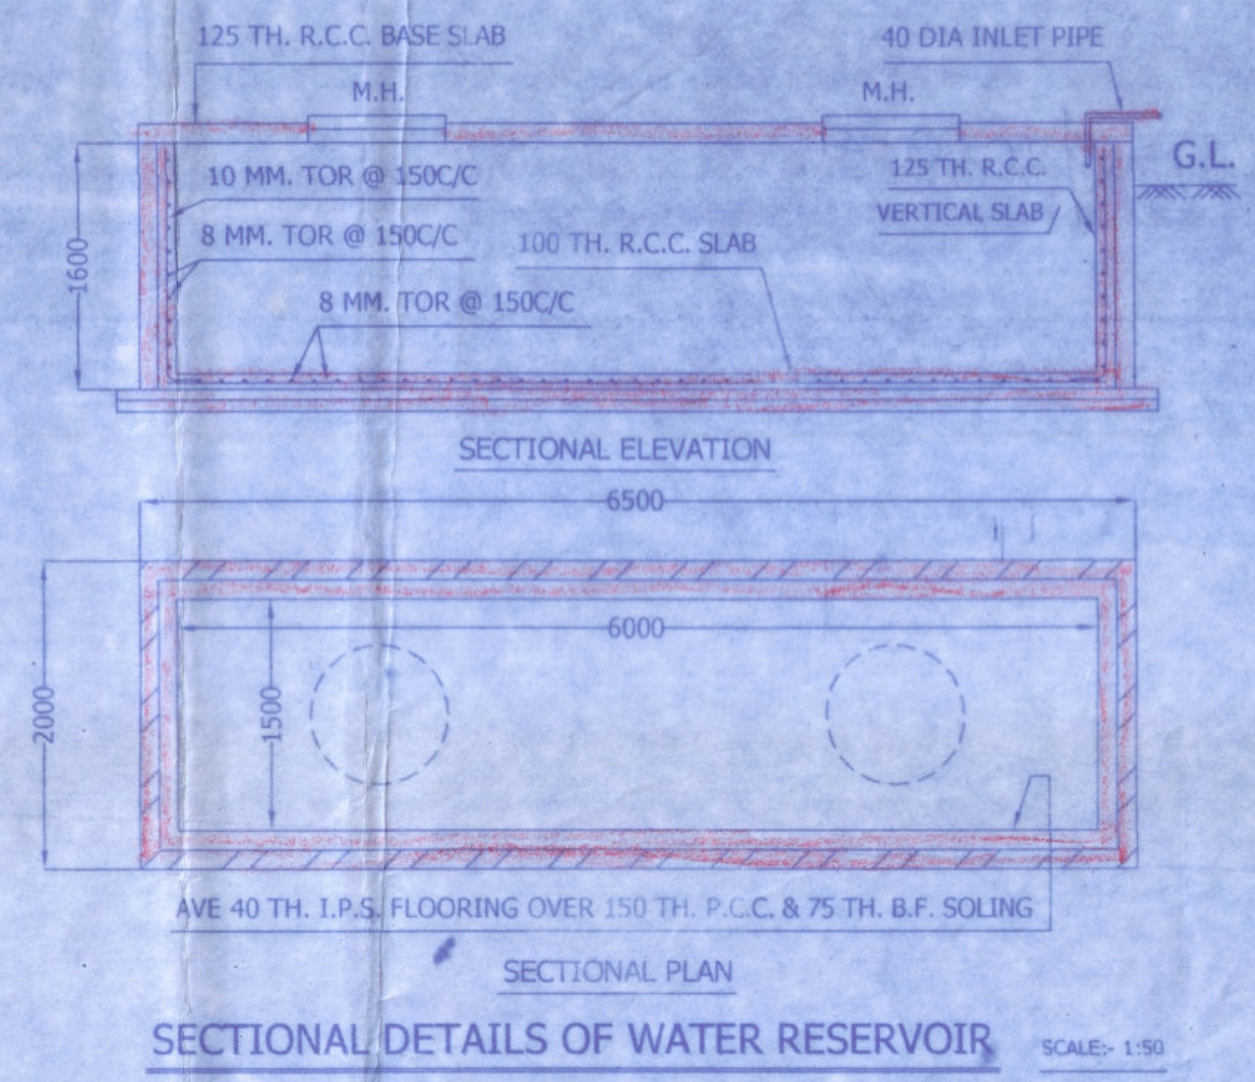 125 TH. R.C.C. BASE SLAB
40 DIA INLET PIPE
M.H.
M.H.
G.L.
10 MM. TOR @ 150C/C
125 TH. R.C.C.
VERTICAL SLAB
8 MM. TOR @ 150C/C
100 TH. R.C.C. SLAB
1600
8 MM. TOR @ 150C/C
SECTIONAL ELEVATION
6500
6000
2000
1500
AVE 40 TH. I.P.S. FLOORING OVER 150 TH. P.C.C. & 75 TH. B.F. SOLING
SECTIONAL PLAN
SECTIONAL DETAILS OF WATER RESERVOIR
SCALE:- 1:50